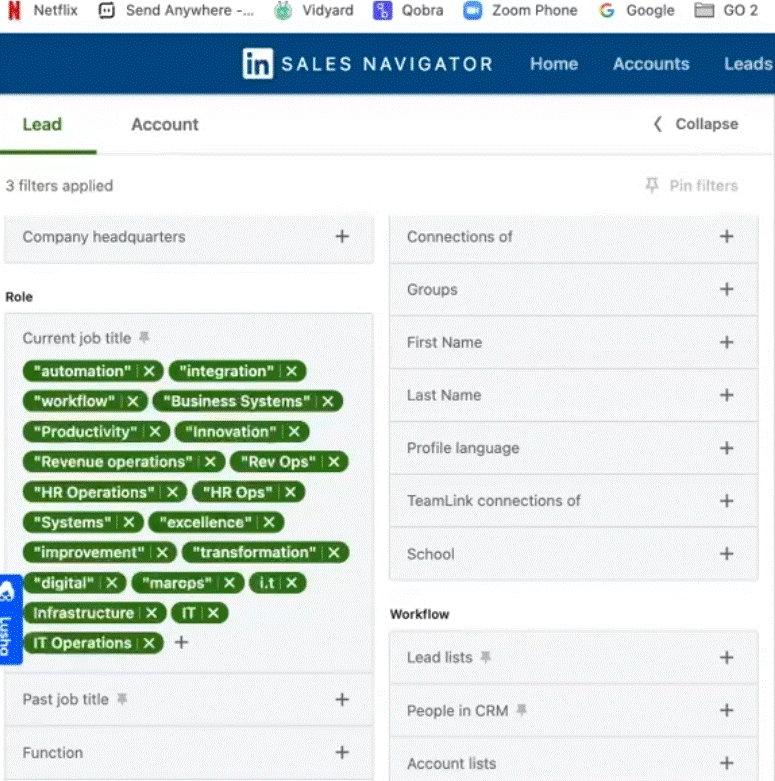 Netflix Send Anywhere -... Vidyard Qobra Zoom Phone Google GO 2
in SALES NAVIGATOR Home Accounts Leads
Lead Account Collapse
3 filters applied Pin filters
Company headquarters
Role
Current job title
"automation" "integration"
"workflow" "Business Systems"
"Productivity" "Innovation"
"Revenue operations" "Rev Ops"
"HR Operations" "HR Ops"
"Systems" "excellence"
"improvement" "transformation"
"digital" "marops" i.t
Infrastructure IT
IT Operations
Past job title
Function
Lusha
Connections of
Groups
First Name
Last Name
Profile language
TeamLink connections of
School
Workflow
Lead lists
People in CRM
Account lists